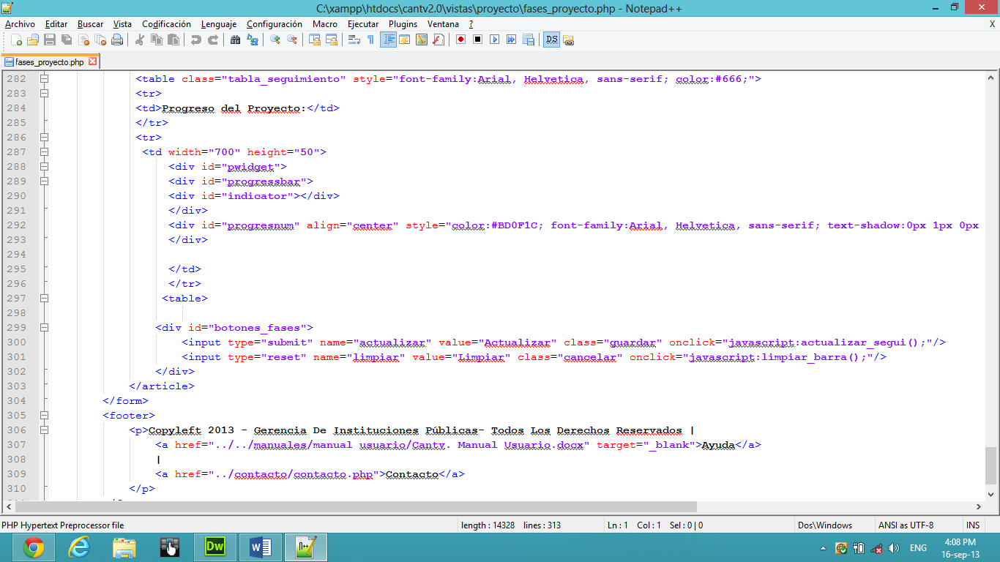 C:\xampp\htdocs\cantv2.0\vistas\proyecto\fases_proyecto.php - Notepad++
Archivo Editar Buscar Vista Codificación Lenguaje Configuración Macro Ejecutar Plugins Ventana ? X
fases_proyecto.php
282 <table class="tabla_seguimiento" style="font-family:Arial, Helvetica, sans-serif; color:#666;">
283 <tr>
284 <td>Progreso del Proyecto:</td>
285 </tr>
286 <tr>
287 <td width="700" height="50">
288 <div id="pwidget">
289 <div id="progressbar">
290 <div id="indicator"></div>
291 </div>
292 <div id="progresnum" align="center" style="color:#BD0F1C; font-family:Arial, Helvetica, sans-serif; text-shadow:0px 1px 0px
293 </div>
294
295 </td>
296 </tr>
297 <table>
298
299 <div id="botones_fases">
300 <input type="submit" name="actualizar" value="Actualizar" class="guardar" onclick="javascript:actualizar_segui();"/>
301 <input type="reset" name="limpiar" value="Limpiar" class="cancelar" onclick="javascript:limpiar_barra();"/>
302 </div>
303 </article>
304 </form>
305 <footer>
306 <p>Copyleft 2013 - Gerencia De Instituciones Públicas- Todos Los Derechos Reservados |
307 <a href="../../manuales/manual usuario/Cantv. Manual Usuario.docx" target="_blank">Ayuda</a>
308 |
309 <a href="../contacto/contacto.php">Contacto</a>
310 </p>
PHP Hypertext Preprocessor file length : 14328 lines : 313 Ln : 1 Col : 1 Sel : 0 | 0 Dos\Windows ANSI as UTF-8 INS
Dw
ENG
4:08 PM
16-sep-13